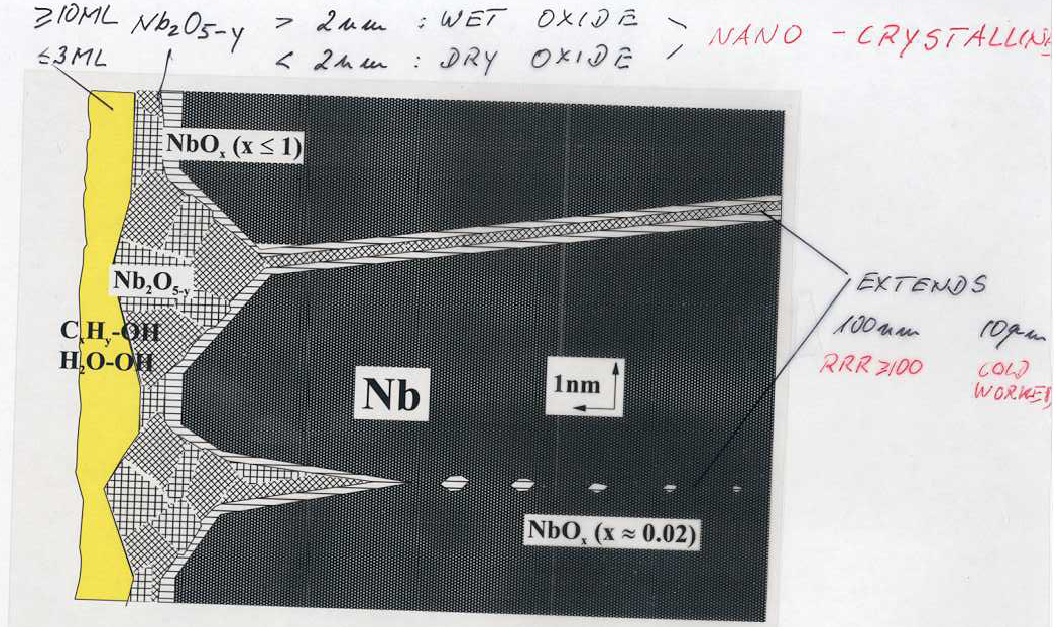 ≥10ML Nb₂O₅₋y > 2nm : WET OXIDE > NANO - CRYSTALLINE
≤3ML < 2nm : DRY OXIDE
NbOₓ (x ≤ 1)
Nb₂O₅₋y
CₓHy-OH
H₂O-OH
Nb
1nm
NbOₓ (x ≈ 0.02)
EXTENDS
100nm 10µm
RRR≥100 COLD
WORKED